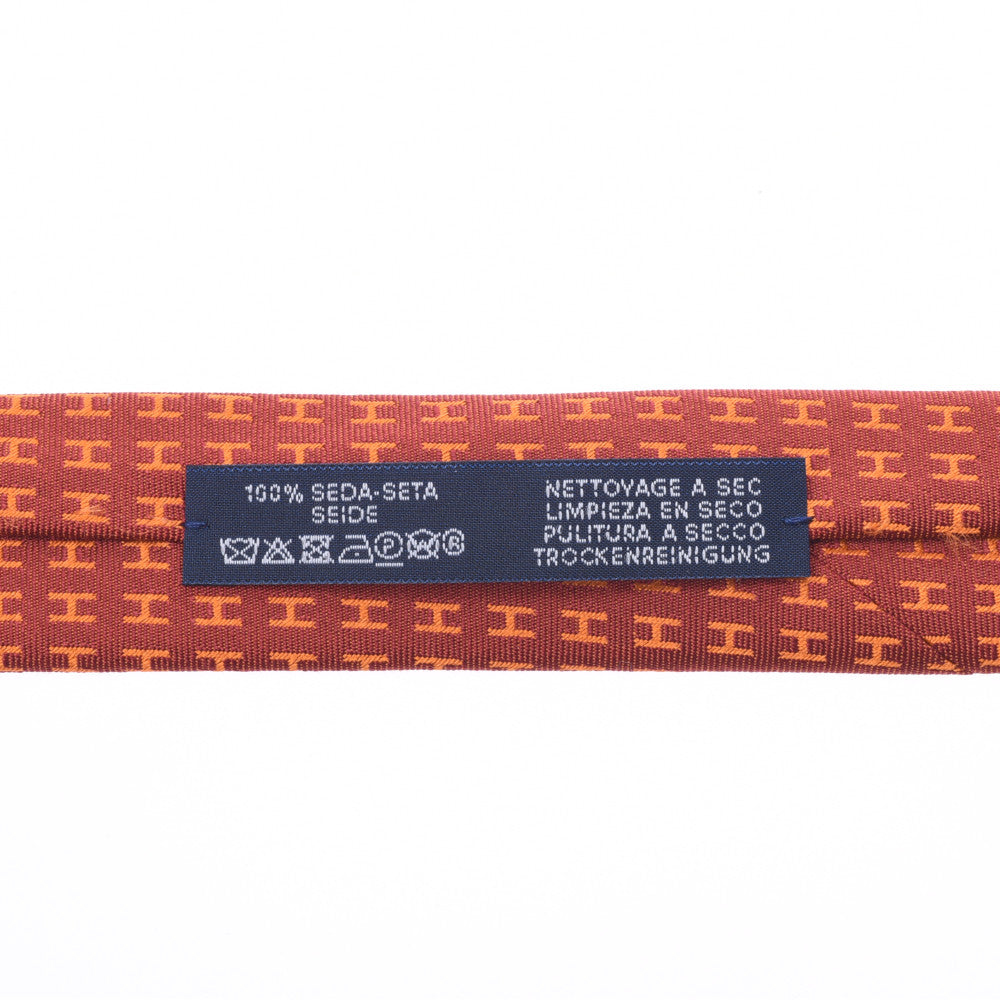 100% SEDA-SETA
SEIDE
NETTOYAGE A SEC
LIMPIEZA EN SECO
PULITURA A SECCO
TROCKENREINIGUNG